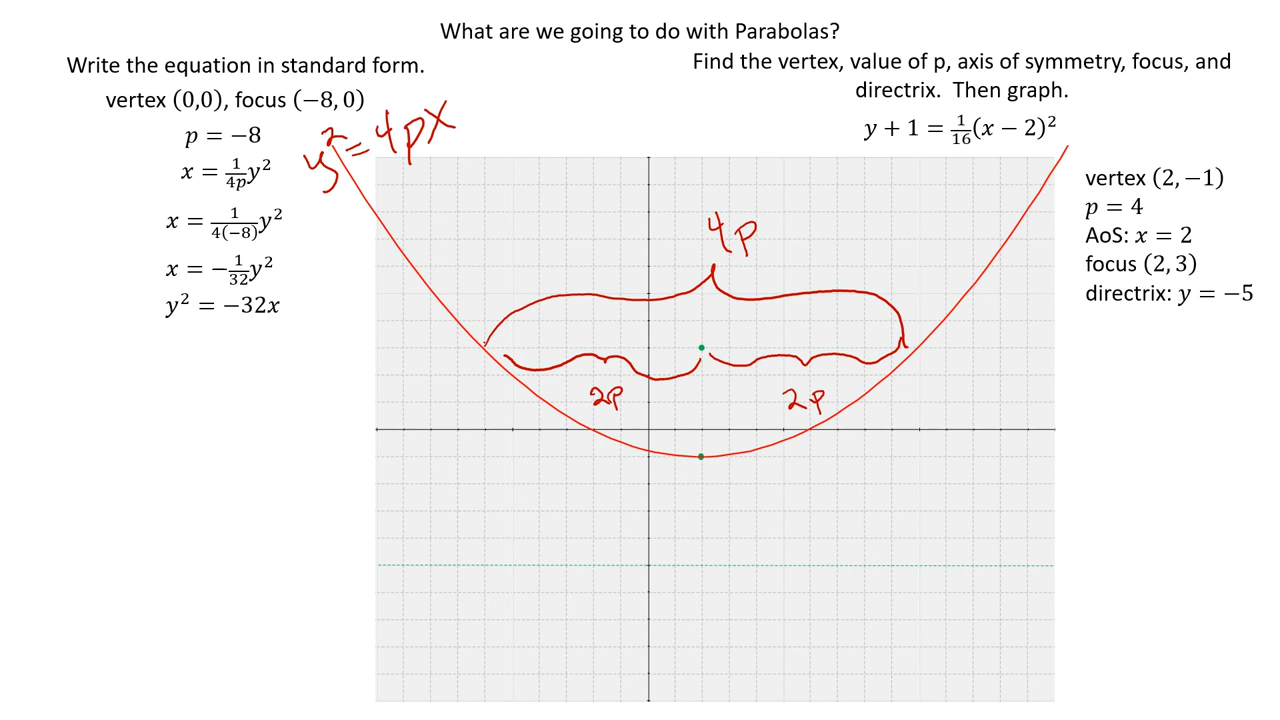 What are we going to do with Parabolas?
Write the equation in standard form.
vertex (0,0), focus (−8, 0)
p = −8
x = 1/4p y²
x = 1/4(−8) y²
x = −1/32 y²
y² = −32x
y² = 4px
Find the vertex, value of p, axis of symmetry, focus, and
directrix. Then graph.
y + 1 = 1/16 (x − 2)²
vertex (2, −1)
p = 4
AoS: x = 2
focus (2, 3)
directrix: y = −5
4p
2p
2p